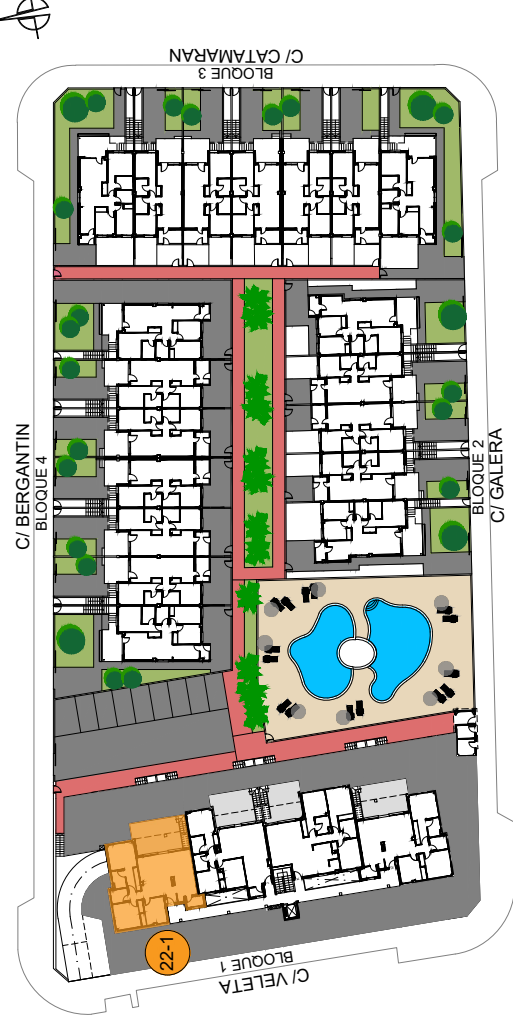 C/ CATAMARAN
BLOQUE 3
C/ BERGANTIN
BLOQUE 4
BLOQUE 2
C/ GALERA
22-1
BLOQUE 1
C/ VELETA